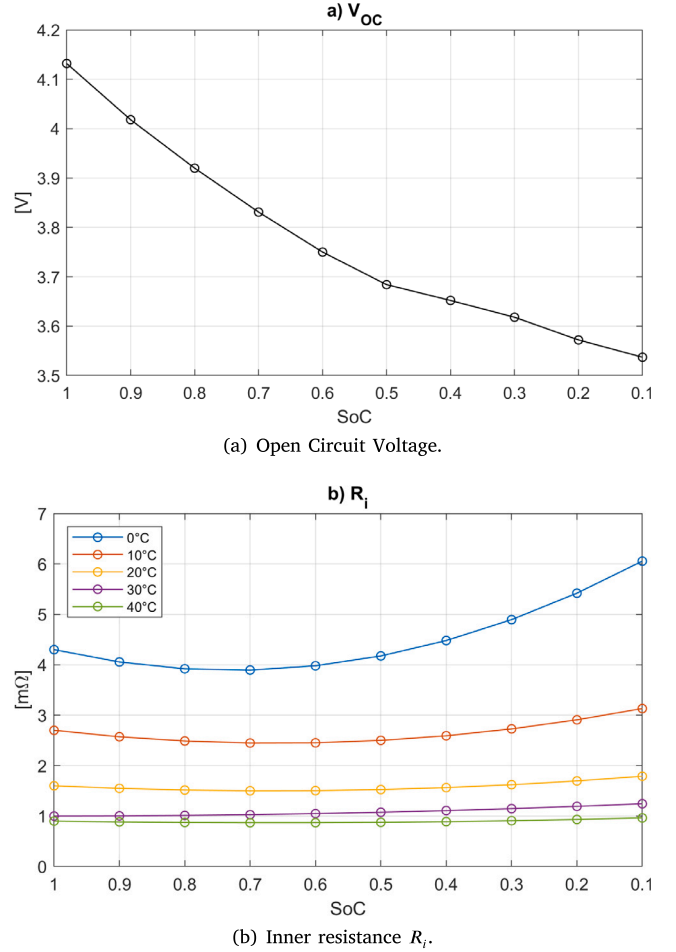 a) V_OC
4.2
4.1
4
3.9
3.8
3.7
3.6
3.5
[V]
1 0.9 0.8 0.7 0.6 0.5 0.4 0.3 0.2 0.1
SoC
(a) Open Circuit Voltage.
b) R_i
7
6
5
4
3
2
1
0
[mΩ]
0°C
10°C
20°C
30°C
40°C
1 0.9 0.8 0.7 0.6 0.5 0.4 0.3 0.2 0.1
SoC
(b) Inner resistance R_i.